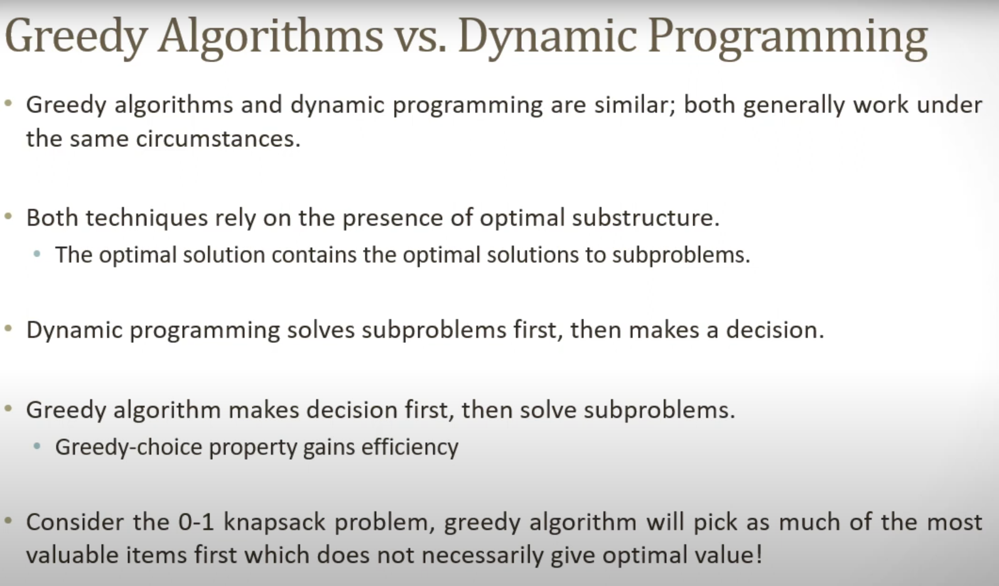 Greedy Algorithms vs. Dynamic Programming
• Greedy algorithms and dynamic programming are similar; both generally work under
the same circumstances.
• Both techniques rely on the presence of optimal substructure.
• The optimal solution contains the optimal solutions to subproblems.
• Dynamic programming solves subproblems first, then makes a decision.
• Greedy algorithm makes decision first, then solve subproblems.
• Greedy-choice property gains efficiency
• Consider the 0-1 knapsack problem, greedy algorithm will pick as much of the most
valuable items first which does not necessarily give optimal value!